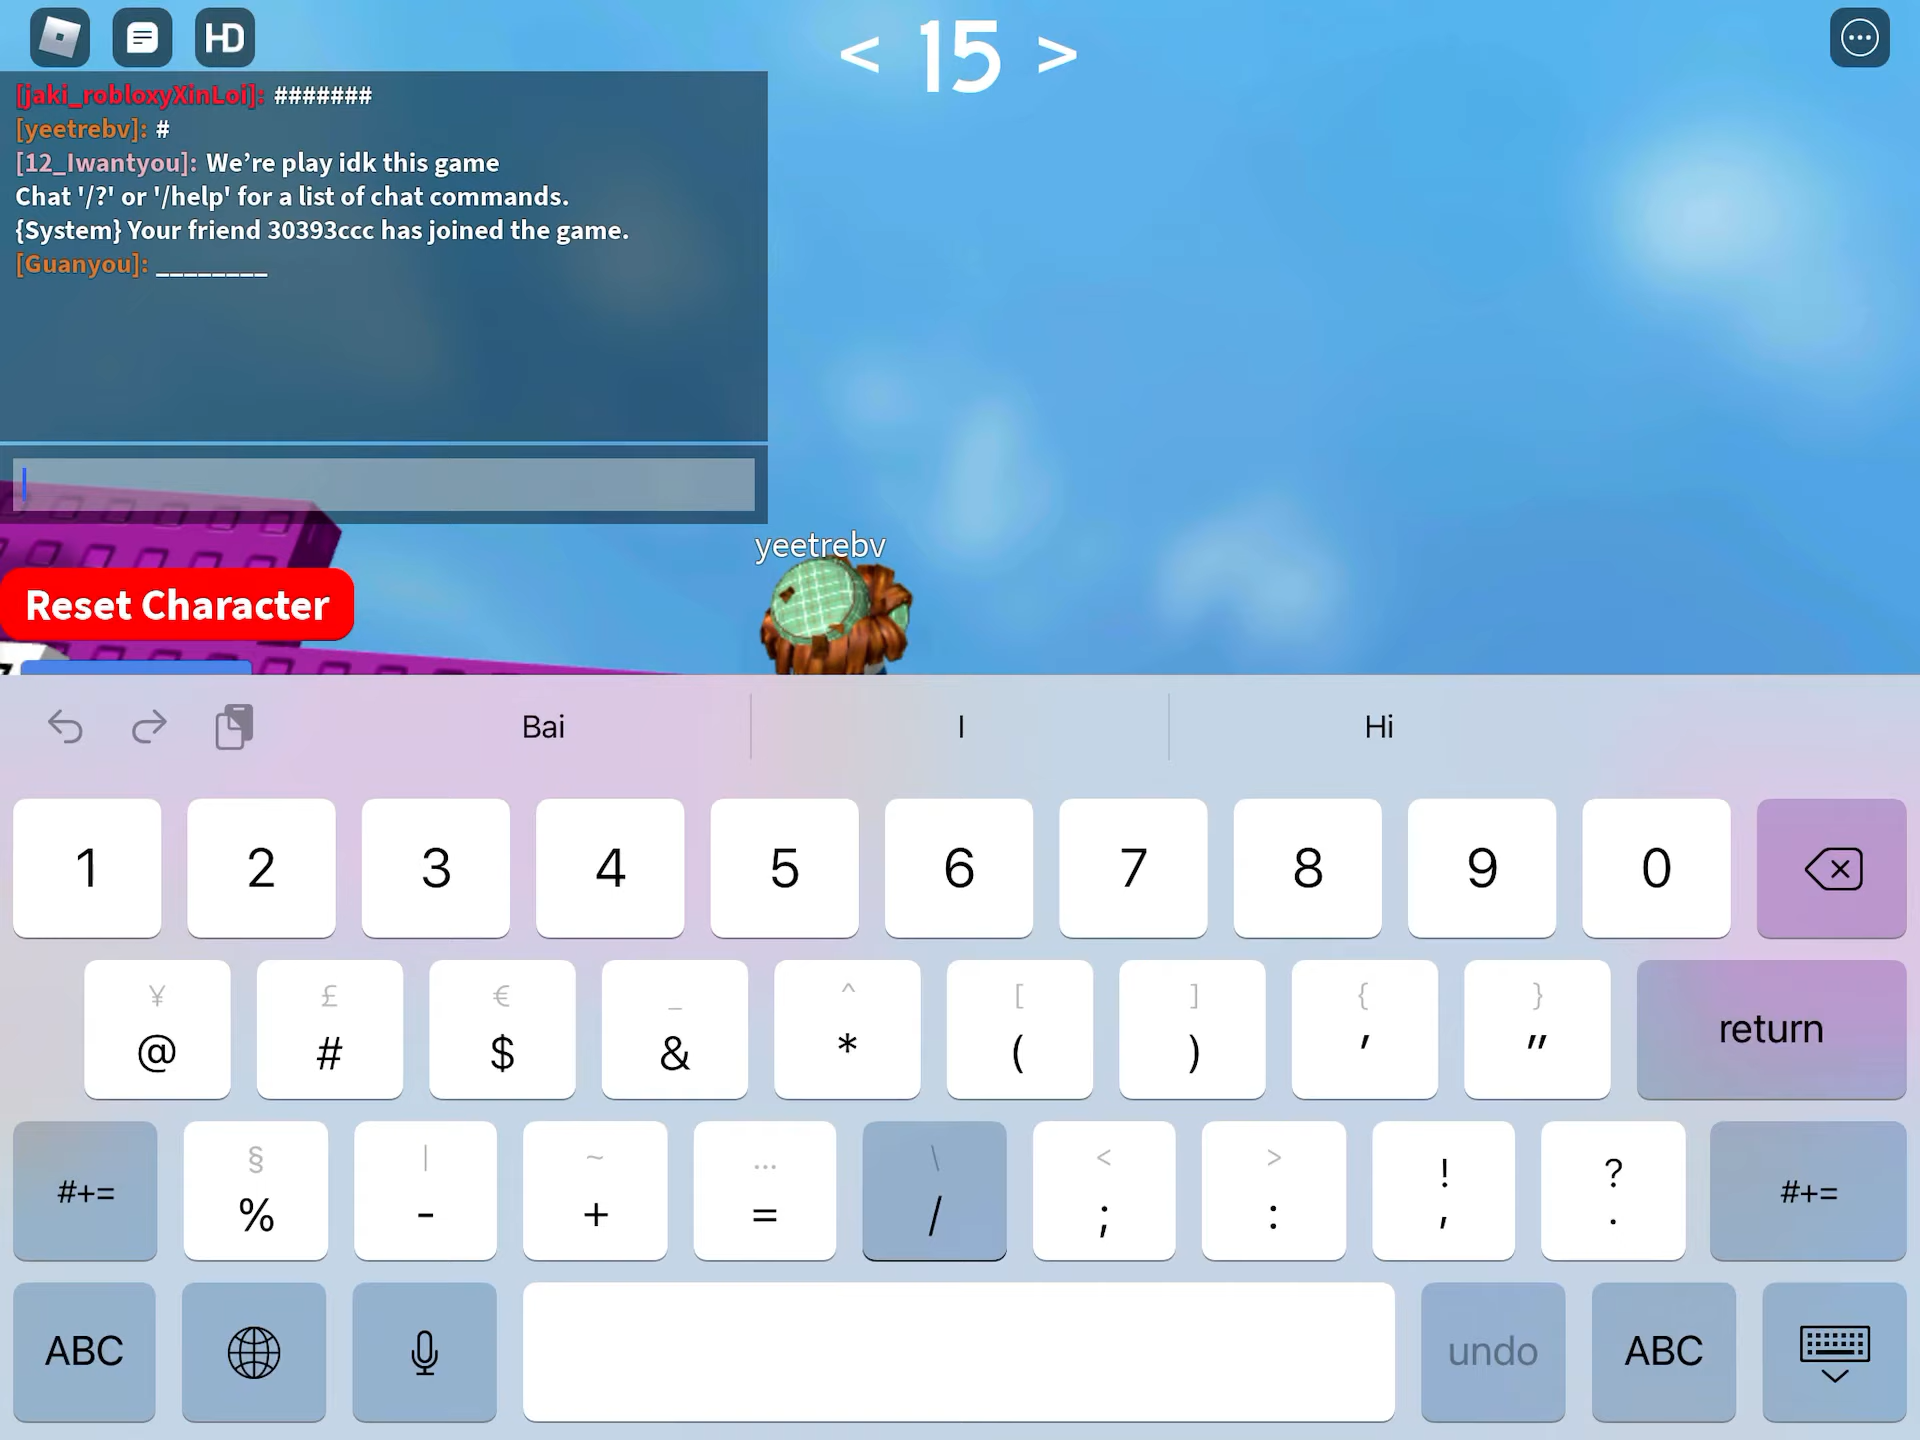 HD
< 15 >
[jaki_robloxyXinLoi]: #######
[yeetrebv]: #
[12_Iwantyou]: We’re play idk this game
Chat '/?' or '/help' for a list of chat commands.
{System} Your friend 30393ccc has joined the game.
[Guanyou]: ________
yeetrebv
Reset Character
Bai I Hi
1 2 3 4 5 6 7 8 9 0
¥ £ € _ ^ [ ] { }
@ # $ & * ( ) ' " return
§ | ~ … \ < > ! ?
#+= % - + = / ; : , . #+=
ABC undo ABC